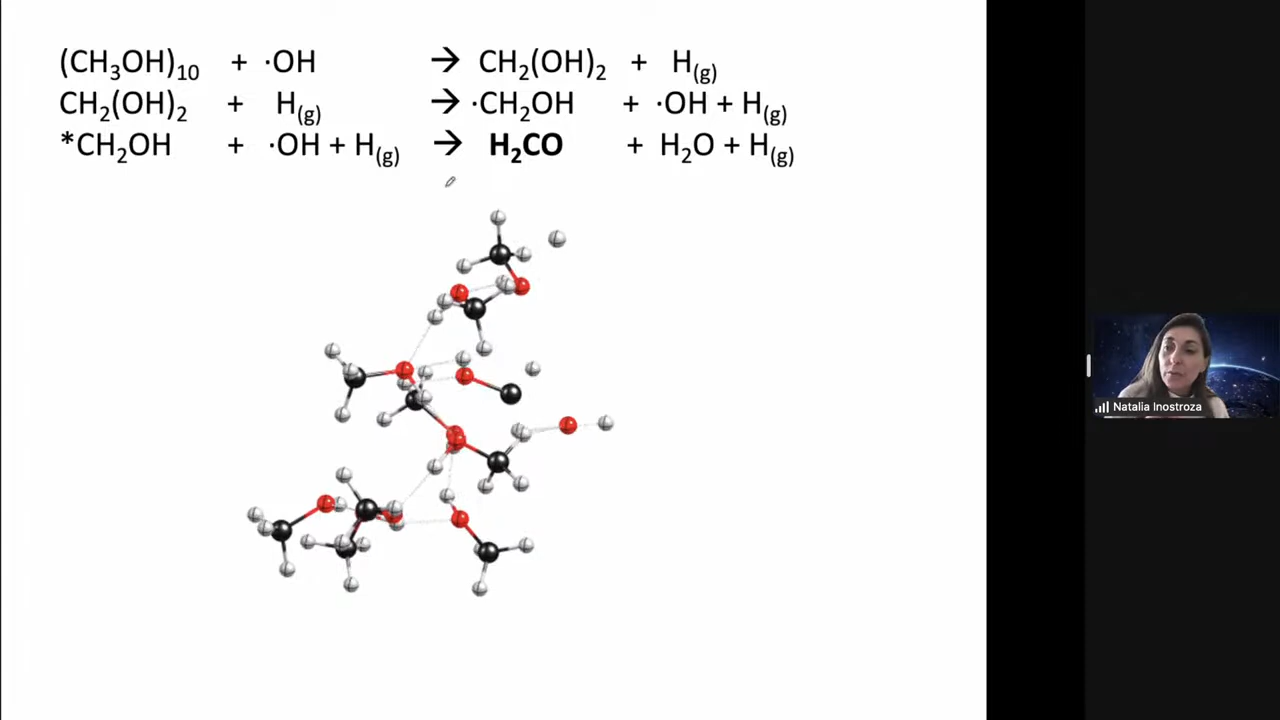 (CH₃OH)₁₀ + ·OH → CH₂(OH)₂ + H₍g₎
CH₂(OH)₂ + H₍g₎ → ·CH₂OH + ·OH + H₍g₎
*CH₂OH + ·OH + H₍g₎ → H₂CO + H₂O + H₍g₎
Natalia Inostroza